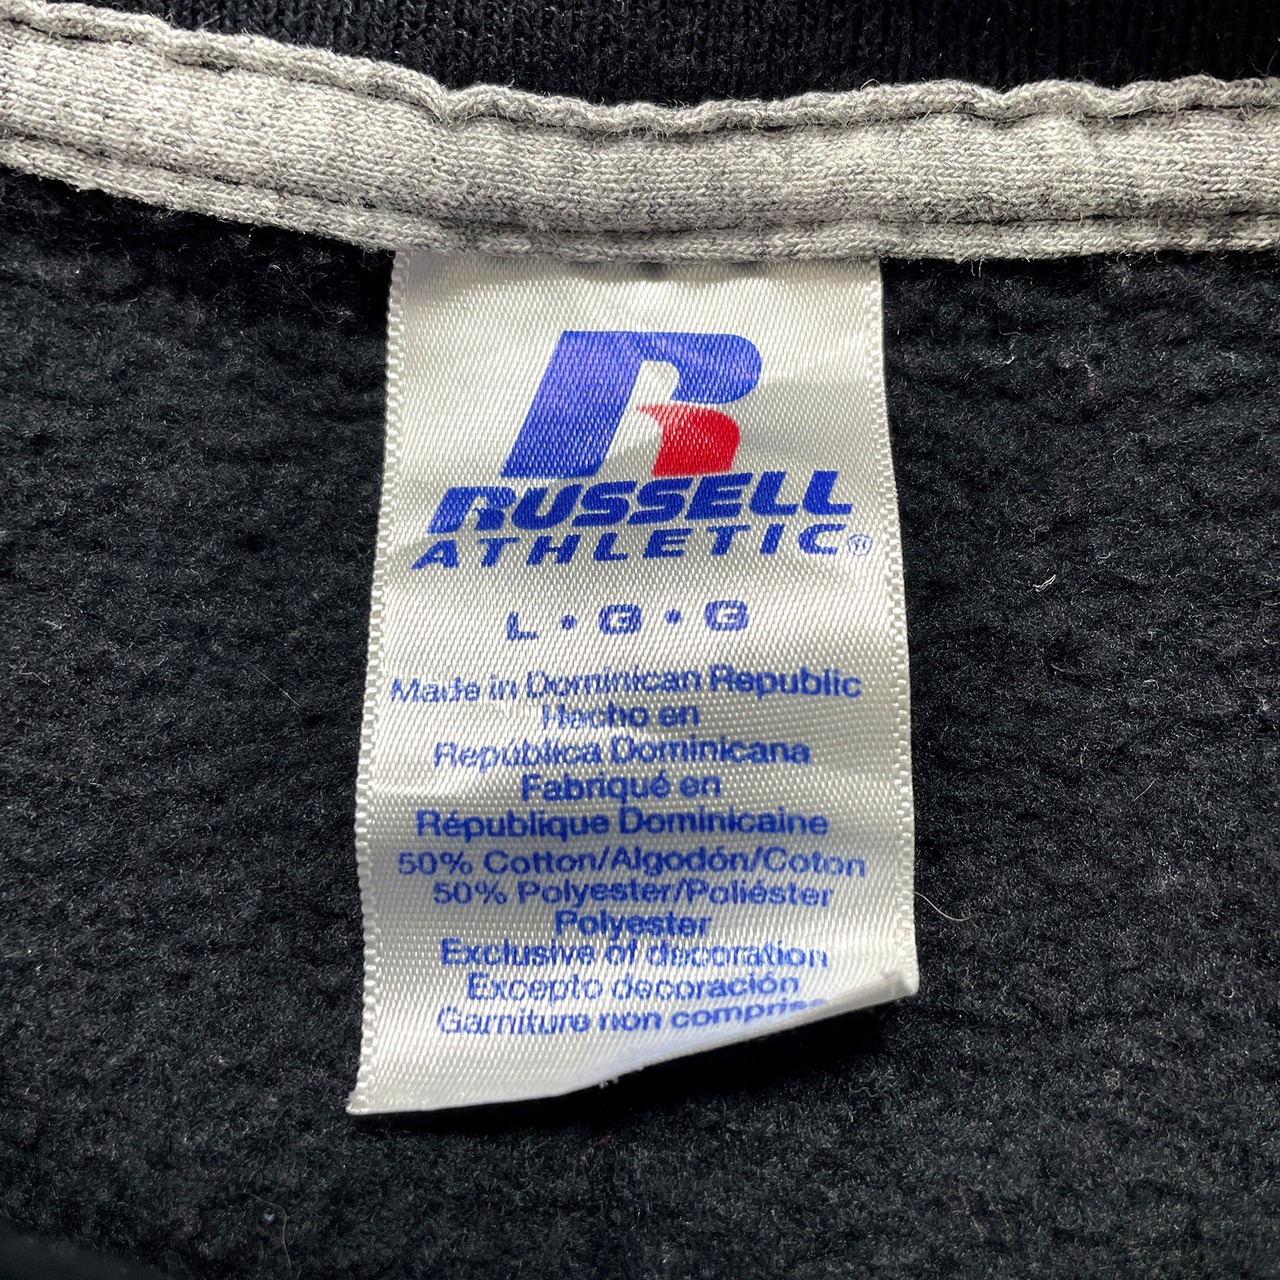 R
RUSSELL
ATHLETIC®
L • G • G
Made in Dominican Republic
Hecho en
República Dominicana
Fabriqué en
République Dominicaine
50% Cotton/Algodón/Coton
50% Polyester/Poliéster
Polyester
Exclusive of decoration
Excepto decoración
Garniture non comprise